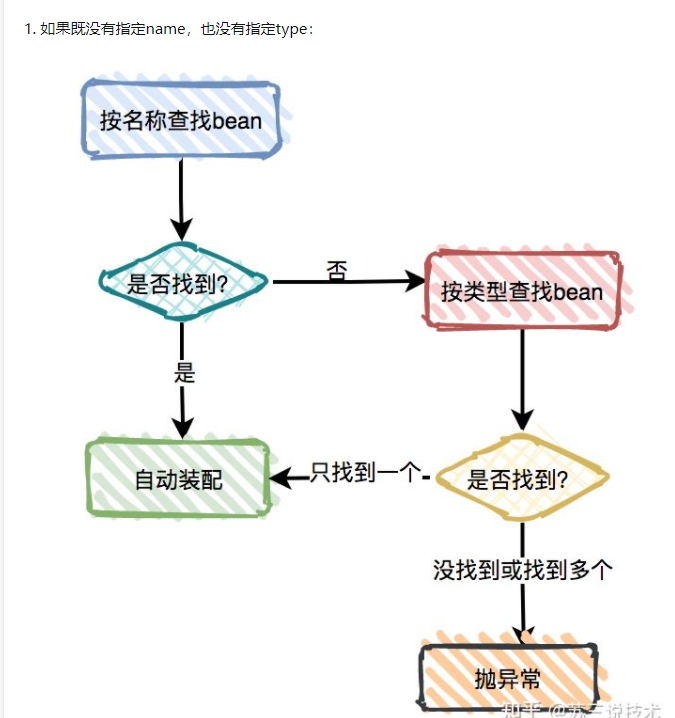 1. 如果既没有指定name，也没有指定type：
按名称查找bean
是否找到?
否
按类型查找bean
是
自动装配
只找到一个
是否找到?
没找到或找到多个
抛异常
知乎 @苏三说技术